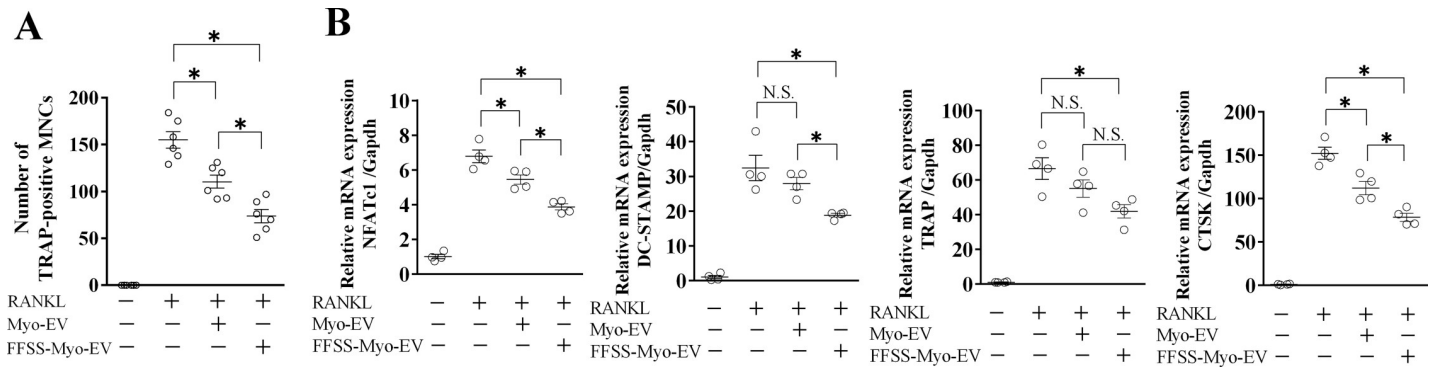 A
Number of
TRAP-positive MNCs
200
150
100
50
0
*
*
*
RANKL − + + +
Myo-EV − − + −
FFSS-Myo-EV − − − +
B
Relative mRNA expression
NFATc1 /Gapdh
10
8
6
4
2
0
*
*
*
RANKL − + + +
Myo-EV − − + −
FFSS-Myo-EV − − − +
Relative mRNA expression
DC-STAMP/Gapdh
50
40
30
20
10
0
*
N.S.
*
RANKL − + + +
Myo-EV − − + −
FFSS-Myo-EV − − − +
Relative mRNA expression
TRAP /Gapdh
100
80
60
40
20
0
*
N.S.
N.S.
RANKL − + + +
Myo-EV − − + −
FFSS-Myo-EV − − − +
Relative mRNA expression
CTSK /Gapdh
200
150
100
50
0
*
*
*
RANKL − + + +
Myo-EV − − + −
FFSS-Myo-EV − − − +